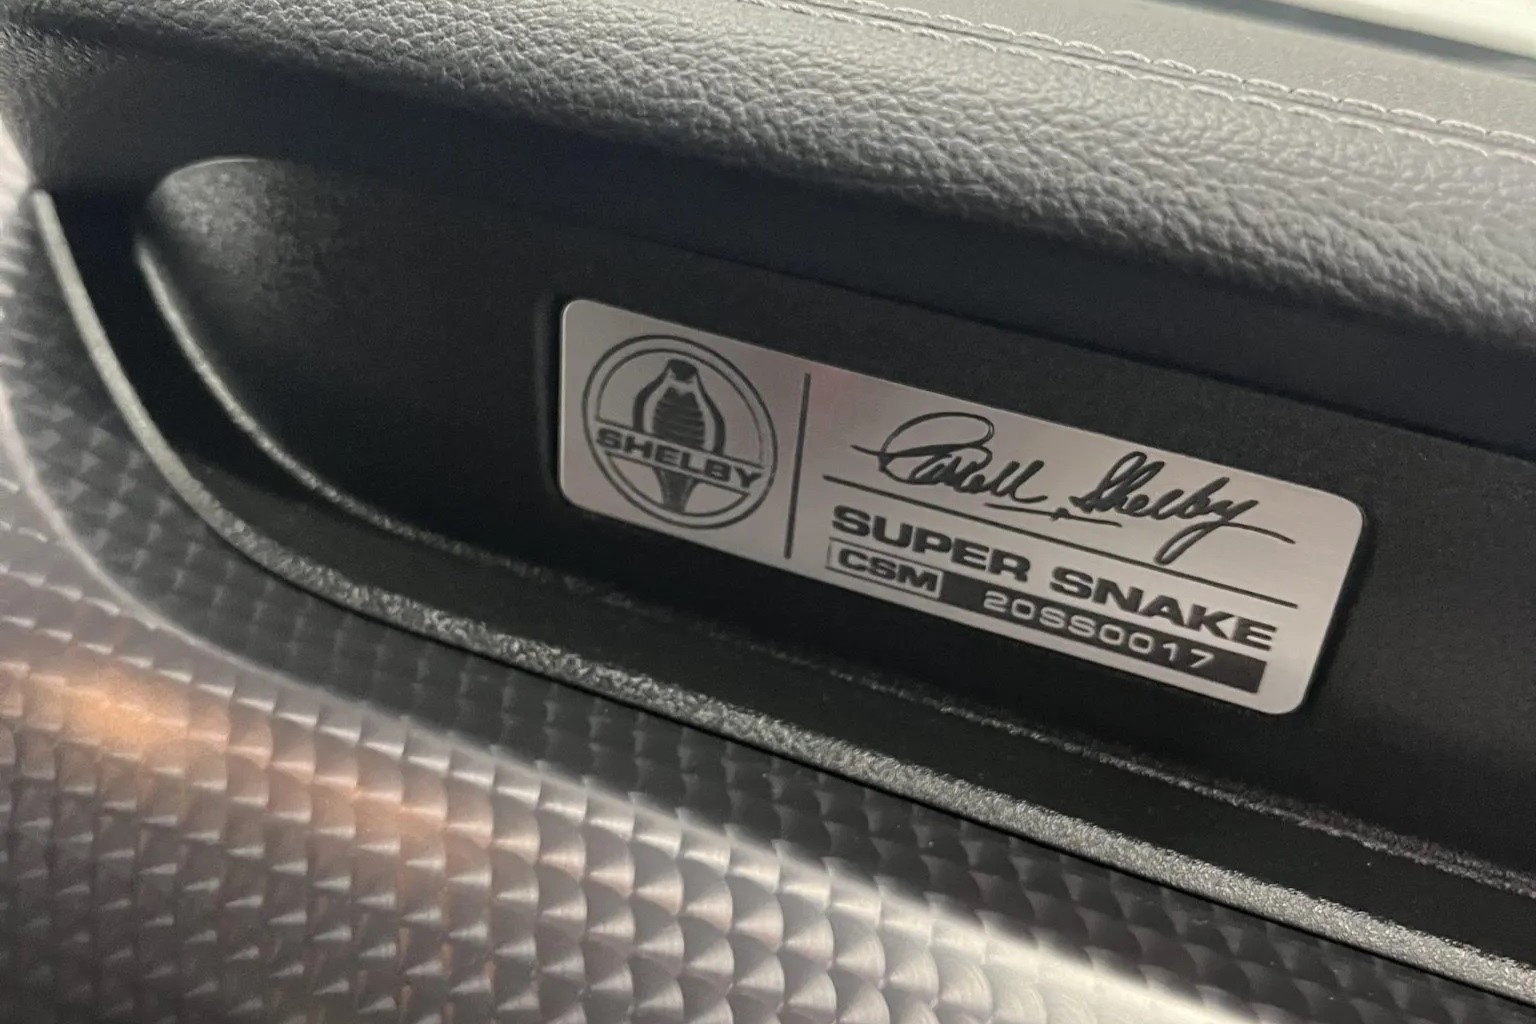 SHELBY
Carroll Shelby
SUPER SNAKE
CSM 20SS0017